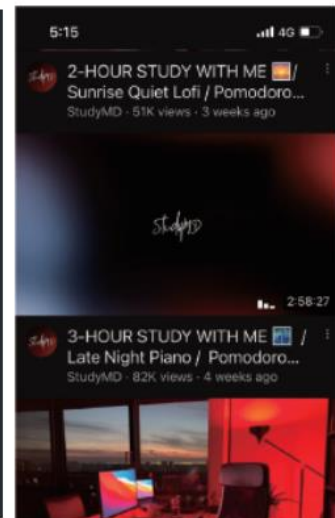 5:15 4G
2-HOUR STUDY WITH ME 🌅/
Sunrise Quiet Lofi / Pomodoro...
StudyMD · 51K views · 3 weeks ago
StudyMD
2:58:27
StudyMD
3-HOUR STUDY WITH ME 🌃 /
Late Night Piano / Pomodoro...
StudyMD · 82K views · 4 weeks ago